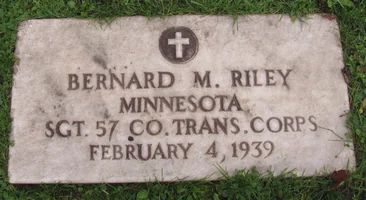 BERNARD M. RILEY
MINNESOTA
SGT. 57 CO. TRANS. CORPS
FEBRUARY 4, 1939